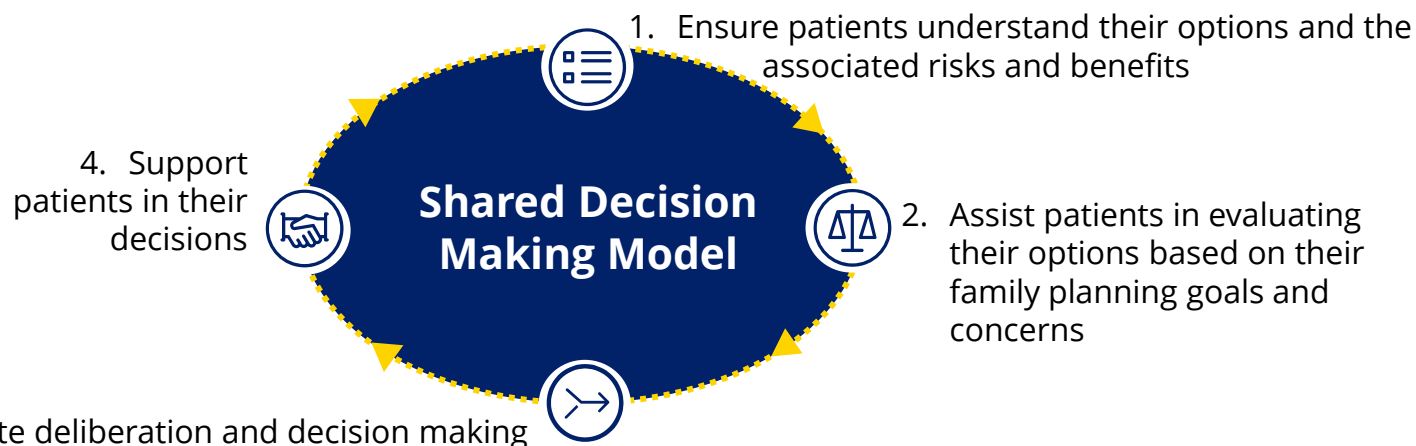 1. Ensure patients understand their options and the
associated risks and benefits
4. Support
patients in their
decisions
Shared Decision
Making Model
2. Assist patients in evaluating
their options based on their
family planning goals and
concerns
deliberation and decision making